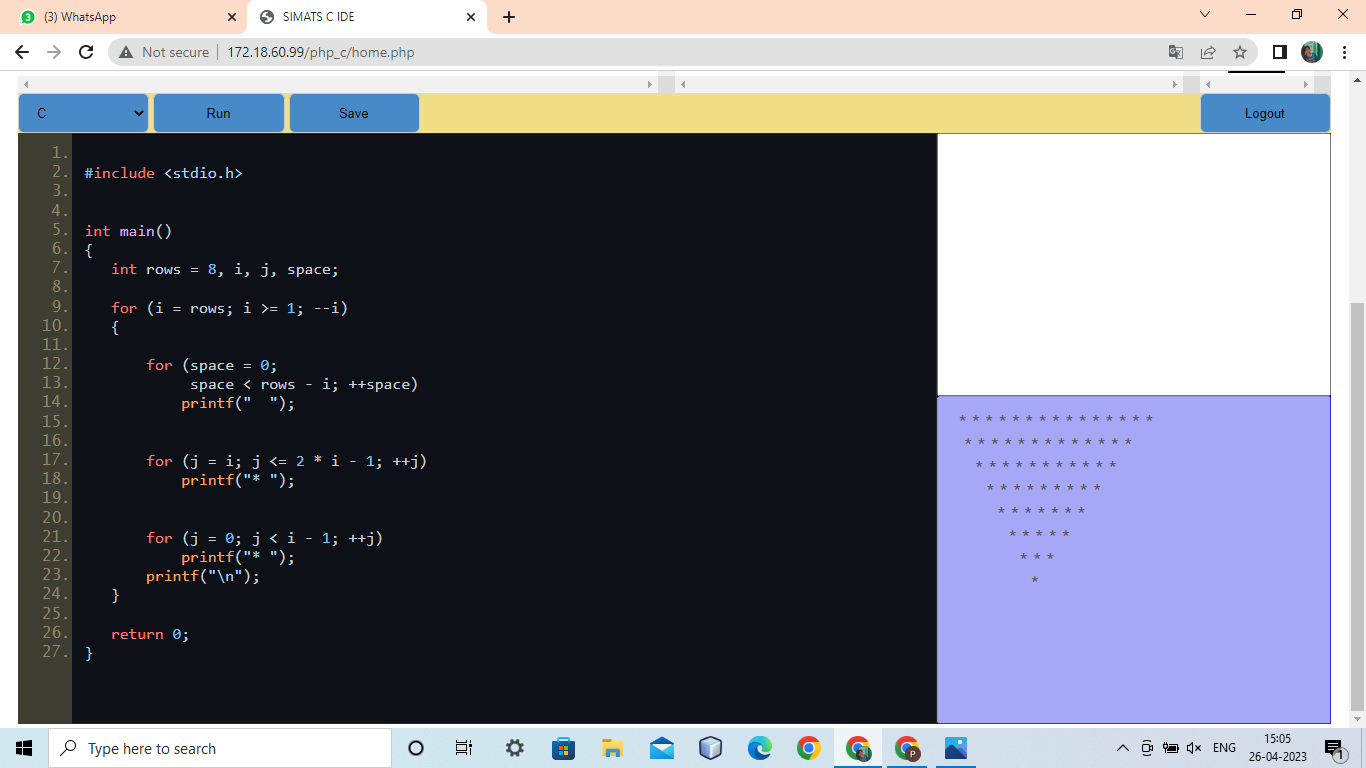 (3) WhatsApp
SIMATS C IDE
Not secure
172.18.60.99/php_c/home.php
C
Run
Save
Logout
1.
2. #include <stdio.h>
3.
4.
5. int main()
6. {
7. int rows = 8, i, j, space;
8.
9. for (i = rows; i >= 1; --i)
10. {
11.
12. for (space = 0;
13. space < rows - i; ++space)
14. printf("  ");
15.
16.
17. for (j = i; j <= 2 * i - 1; ++j)
18. printf("* ");
19.
20.
21. for (j = 0; j < i - 1; ++j)
22. printf("* ");
23. printf("\n");
24. }
25.
26. return 0;
27. }
* * * * * * * * * * * * * * *
* * * * * * * * * * * * *
* * * * * * * * * * *
* * * * * * * * *
* * * * * * *
* * * * *
* * *
*
Type here to search
P
ENG
15:05
26-04-2023
1